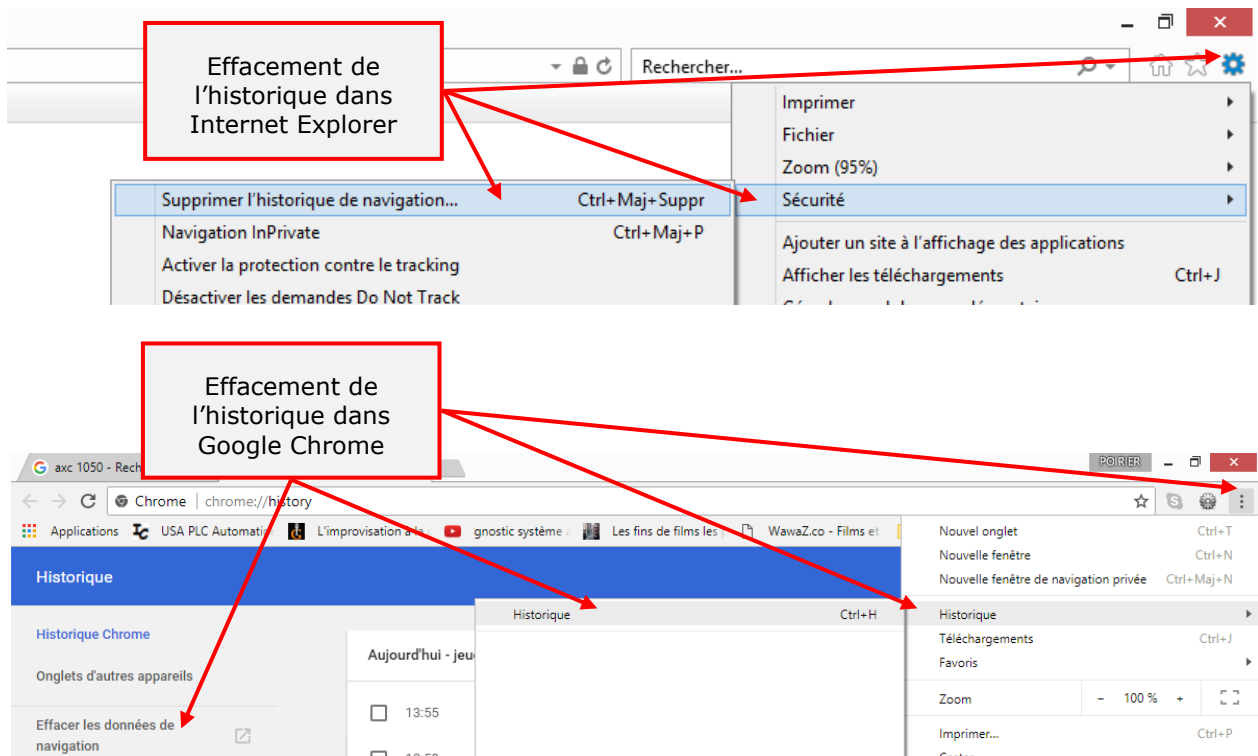 Effacement de
l’historique dans
Internet Explorer
Rechercher...
Imprimer
Fichier
Zoom (95%)
Sécurité
Ajouter un site à l'affichage des applications
Afficher les téléchargements Ctrl+J
Supprimer l'historique de navigation... Ctrl+Maj+Suppr
Navigation InPrivate Ctrl+Maj+P
Activer la protection contre le tracking
Désactiver les demandes Do Not Track
Effacement de
l’historique dans
Google Chrome
axc 1050 - Rech
POIRIER
Chrome chrome://history
Applications USA PLC Automatic L'improvisation à la gnostic système Les fins de films les WawaZ.co - Films et
Nouvel onglet Ctrl+T
Nouvelle fenêtre Ctrl+N
Nouvelle fenêtre de navigation privée Ctrl+Maj+N
Historique
Téléchargements Ctrl+J
Favoris
Zoom - 100 % +
Imprimer... Ctrl+P
Historique Ctrl+H
Historique
Historique Chrome
Onglets d'autres appareils
Effacer les données de
navigation
Aujourd'hui - jeu
13:55